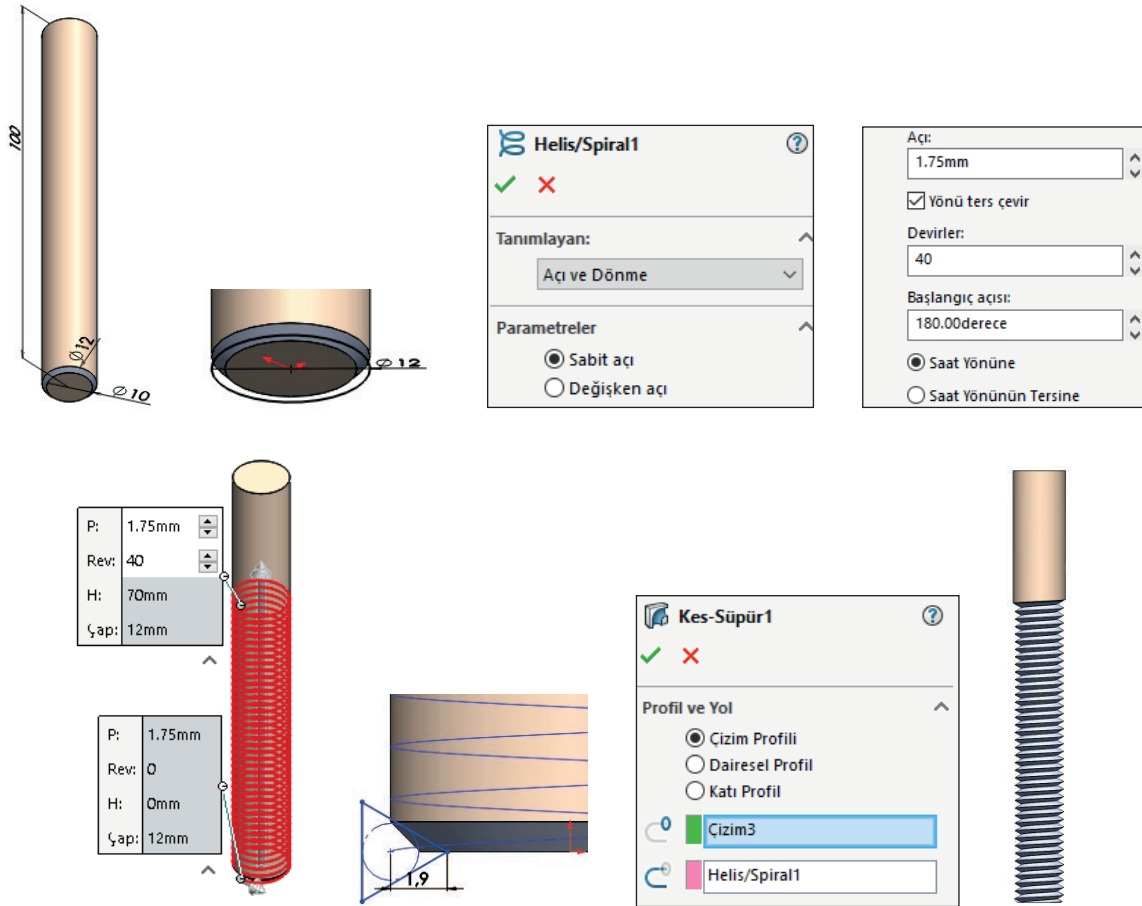 100
Ø12
Ø10
Ø12
Helis/Spiral1
Tanımlayan:
Açı ve Dönme
Parametreler
Sabit açı
Değişken açı
Açı:
1.75mm
Yönü ters çevir
Devirler:
40
Başlangıç açısı:
180.00derece
Saat Yönüne
Saat Yönünün Tersine
P: 1.75mm
Rev: 40
H: 70mm
Çap: 12mm
P: 1.75mm
Rev: 0
H: 0mm
Çap: 12mm
1,9
Kes-Süpür1
Profil ve Yol
Çizim Profili
Dairesel Profil
Katı Profil
Çizim3
Helis/Spiral1